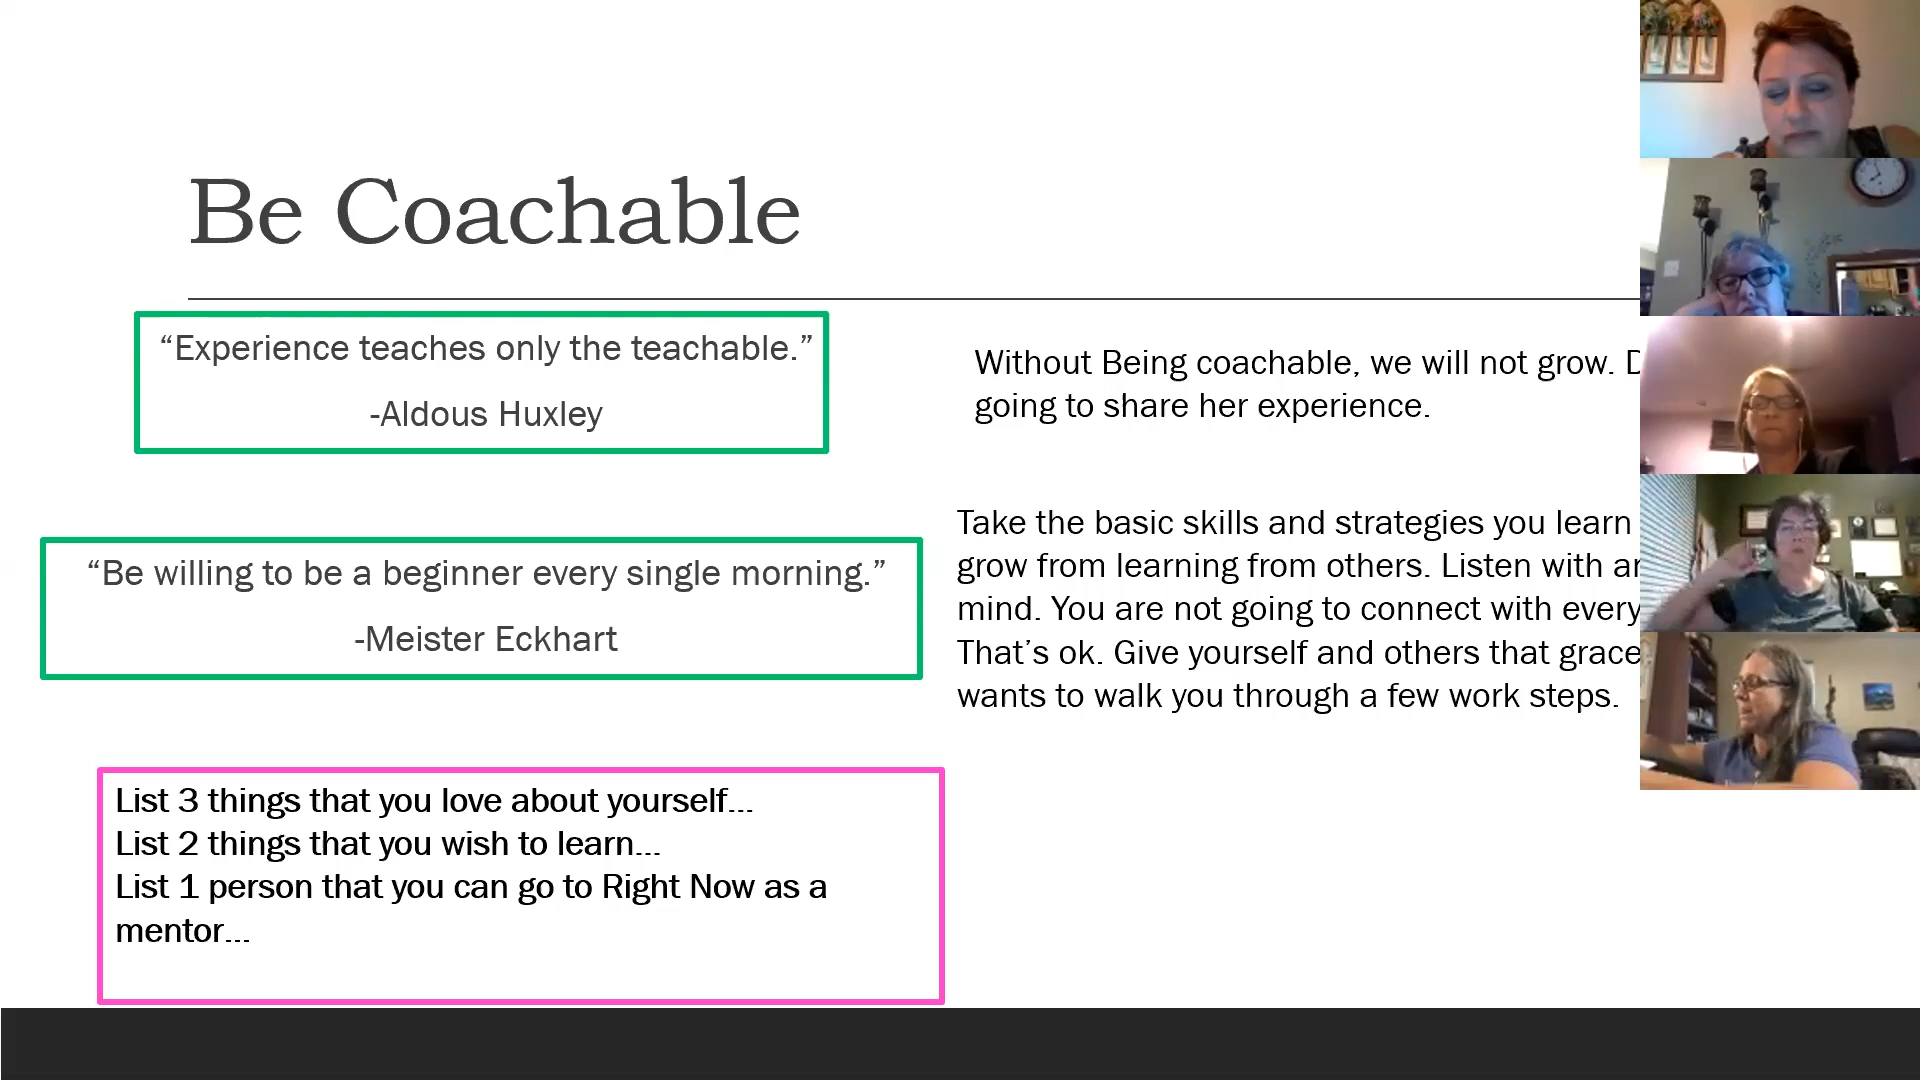 Be Coachable
“Experience teaches only the teachable.”
-Aldous Huxley
“Be willing to be a beginner every single morning.”
-Meister Eckhart
List 3 things that you love about yourself…
List 2 things that you wish to learn…
List 1 person that you can go to Right Now as a
mentor…
Without Being coachable, we will not grow.
going to share her experience.
Take the basic skills and strategies you learn
grow from learning from others. Listen with
mind. You are not going to connect with every
That’s ok. Give yourself and others that grace
wants to walk you through a few work steps.